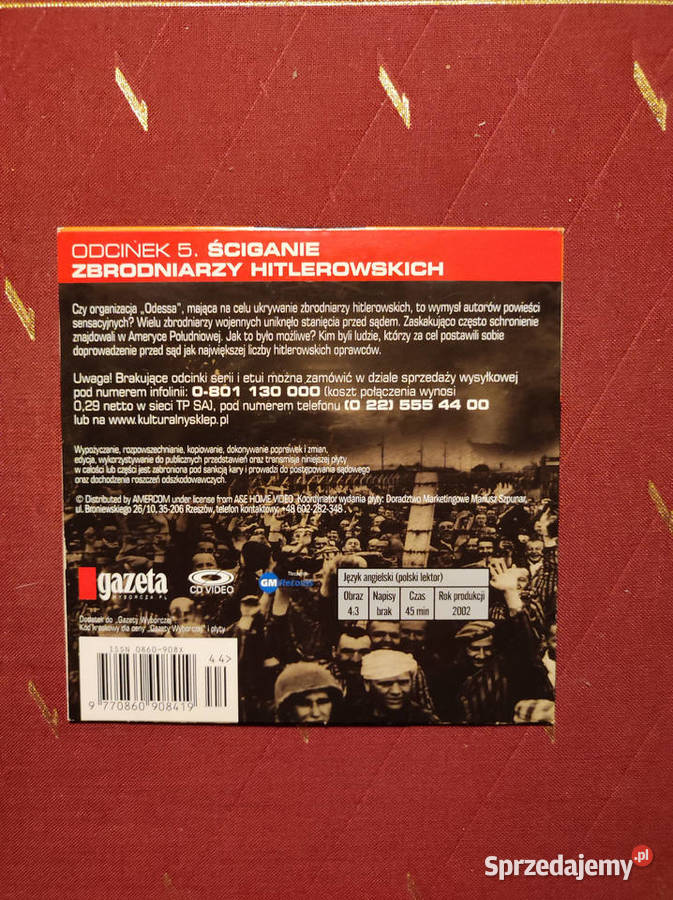 ODCINEK 5. ŚCIGANIE
ZBRODNIARZY HITLEROWSKICH
Czy organizacja „Odessa”, mająca na celu ukrywanie zbrodniarzy hitlerowskich, to wymysł autorów powieści
sensacyjnych? Wielu zbrodniarzy wojennych uniknęło stanięcia przed sądem. Zaskakująco często schronienie
znajdowali w Ameryce Południowej. Jak to było możliwe? Kim byli ludzie, którzy za cel postawili sobie
doprowadzenie przed sąd jak największej liczby hitlerowskich oprawców.
Uwaga! Brakujące odcinki serii i etui można zamówić w dziale sprzedaży wysyłkowej
pod numerem infolinii: 0-801 130 000 (koszt połączenia wynosi
0,29 netto w sieci TP SA), pod numerem telefonu (0 22) 555 44 00
lub na www.kulturalnysklep.pl
Wypożyczanie, rozpowszechnianie, kopiowanie, dokonywanie poprawek i zmian,
edycja, wykorzystywanie do publicznych przedstawień oraz transmisja niniejszej płyty
w całości lub części jest zabroniona pod sankcją kary i prowadzi do postępowania sądowego
oraz dochodzenia roszczeń odszkodowawczych.
© Distributed by AMERCOM under license from A&E HOME VIDEO Koordynator wydania płyty: Doradztwo Marketingowe Mariusz Szpunar,
ul. Broniewskiego 26/10, 35-206 Rzeszów, telefon kontaktowy: +48 602-282-348.
gazeta
WYBORCZA.PL
CD VIDEO
GM Records
Język angielski (polski lektor)
Obraz Napisy Czas Rok produkcji
4:3 brak 45 min 2002
Dodatek do „Gazety Wyborczej”
Kod kreskowy dla ceny „Gazety Wyborczej” i płyty
ISSN 0860-908X
44>
9 770860 908419
Sprzedajemy.pl